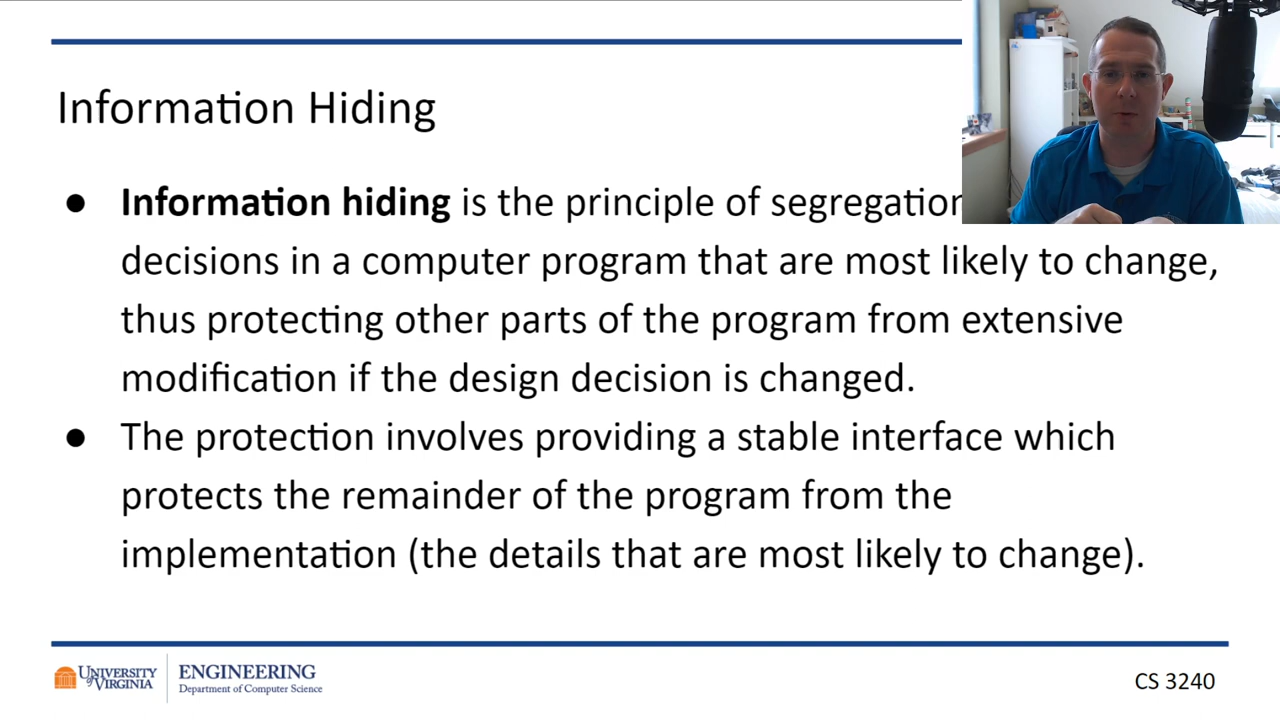 Information Hiding
● Information hiding is the principle of segregation
decisions in a computer program that are most likely to change,
thus protecting other parts of the program from extensive
modification if the design decision is changed.
● The protection involves providing a stable interface which
protects the remainder of the program from the
implementation (the details that are most likely to change).
UNIVERSITY of VIRGINIA
ENGINEERING
Department of Computer Science
CS 3240